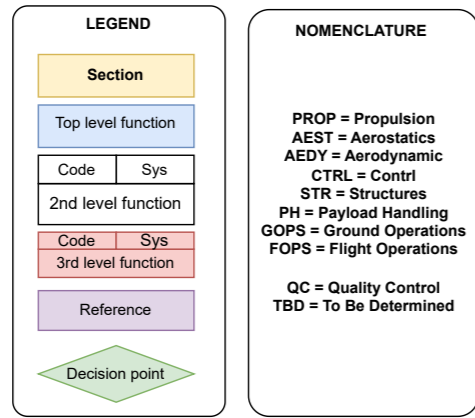 LEGEND
Section
Top level function
Code Sys
2nd level function
Code Sys
3rd level function
Reference
Decision point
NOMENCLATURE
PROP = Propulsion
AEST = Aerostatics
AEDY = Aerodynamic
CTRL = Contrl
STR = Structures
PH = Payload Handling
GOPS = Ground Operations
FOPS = Flight Operations
QC = Quality Control
TBD = To Be Determined